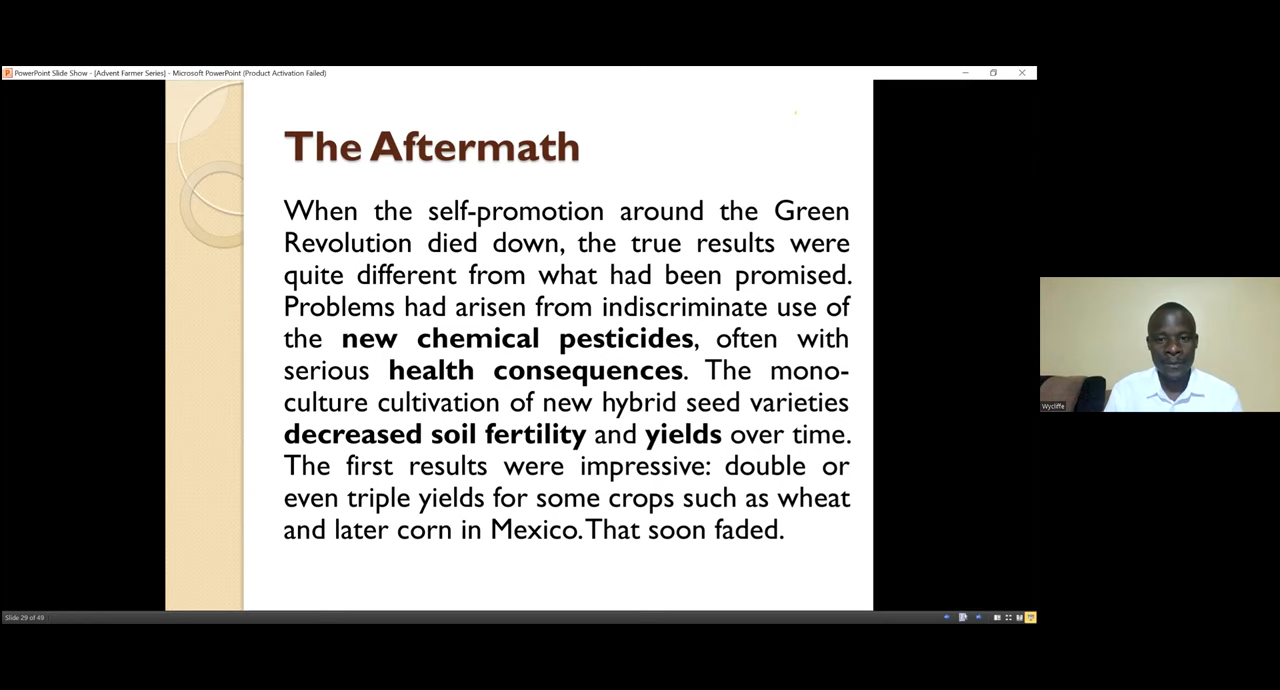 PowerPoint Slide Show - [Advent Farmer Series] - Microsoft PowerPoint (Product Activation Failed)
The Aftermath
When the self-promotion around the Green
Revolution died down, the true results were
quite different from what had been promised.
Problems had arisen from indiscriminate use of
the new chemical pesticides, often with
serious health consequences. The mono-
culture cultivation of new hybrid seed varieties
decreased soil fertility and yields over time.
The first results were impressive: double or
even triple yields for some crops such as wheat
and later corn in Mexico. That soon faded.
Wycliffe
Slide 29 of 49